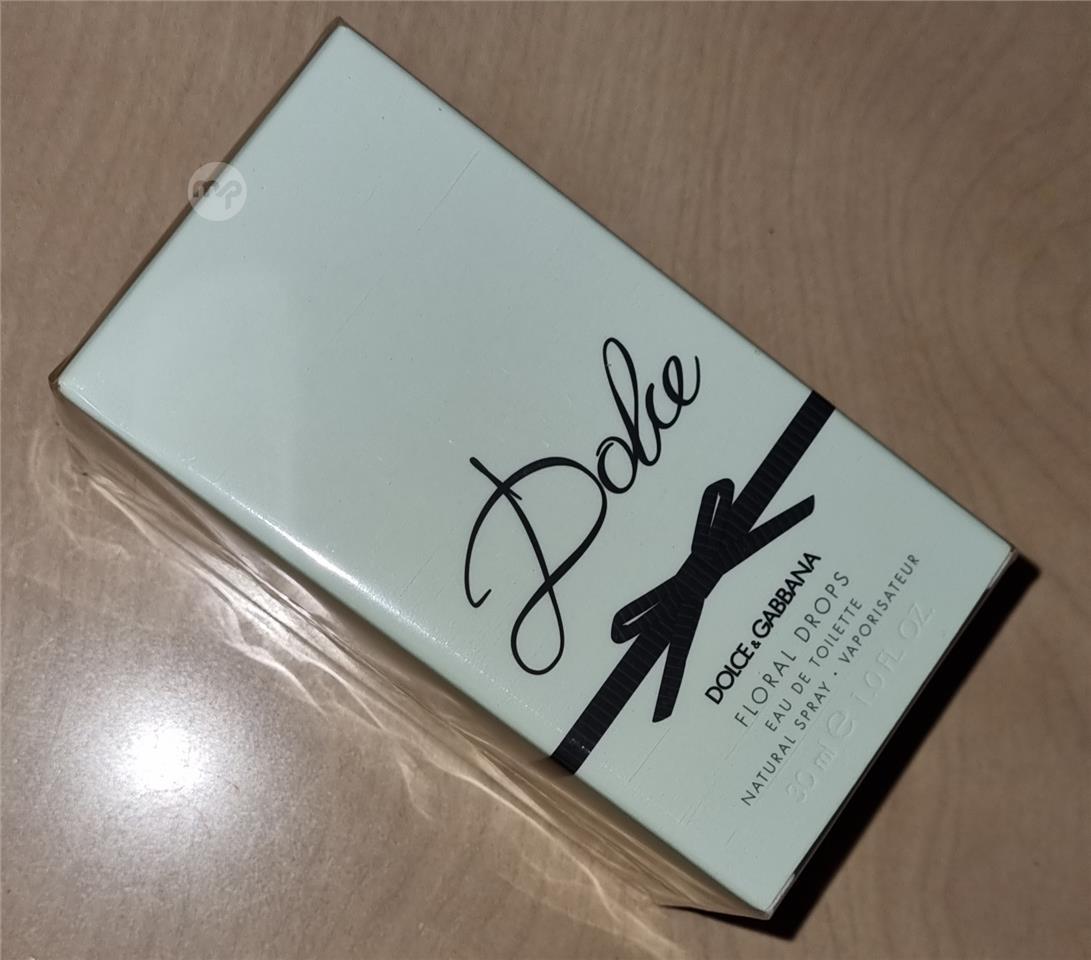 Dolce
DOLCE & GABBANA
FLORAL DROPS
EAU DE TOILETTE
NATURAL SPRAY · VAPORISATEUR
30 ml ℮ 1.0 FL. OZ.